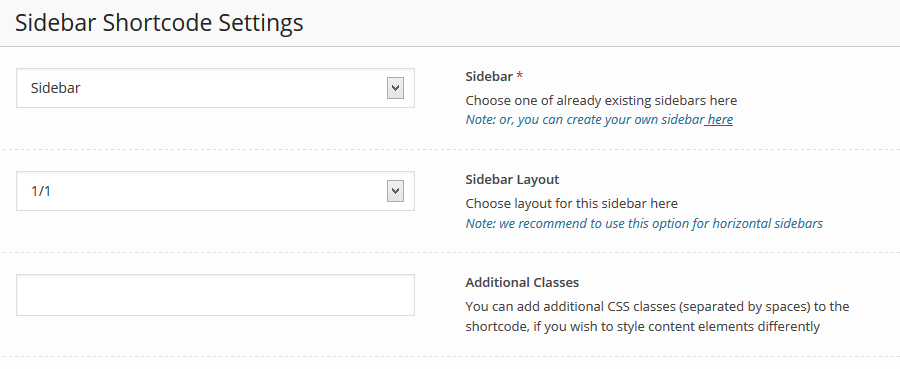 Sidebar Shortcode Settings
Sidebar
Sidebar *
Choose one of already existing sidebars here
Note: or, you can create your own sidebar here
1/1
Sidebar Layout
Choose layout for this sidebar here
Note: we recommend to use this option for horizontal sidebars
Additional Classes
You can add additional CSS classes (separated by spaces) to the
shortcode, if you wish to style content elements differently